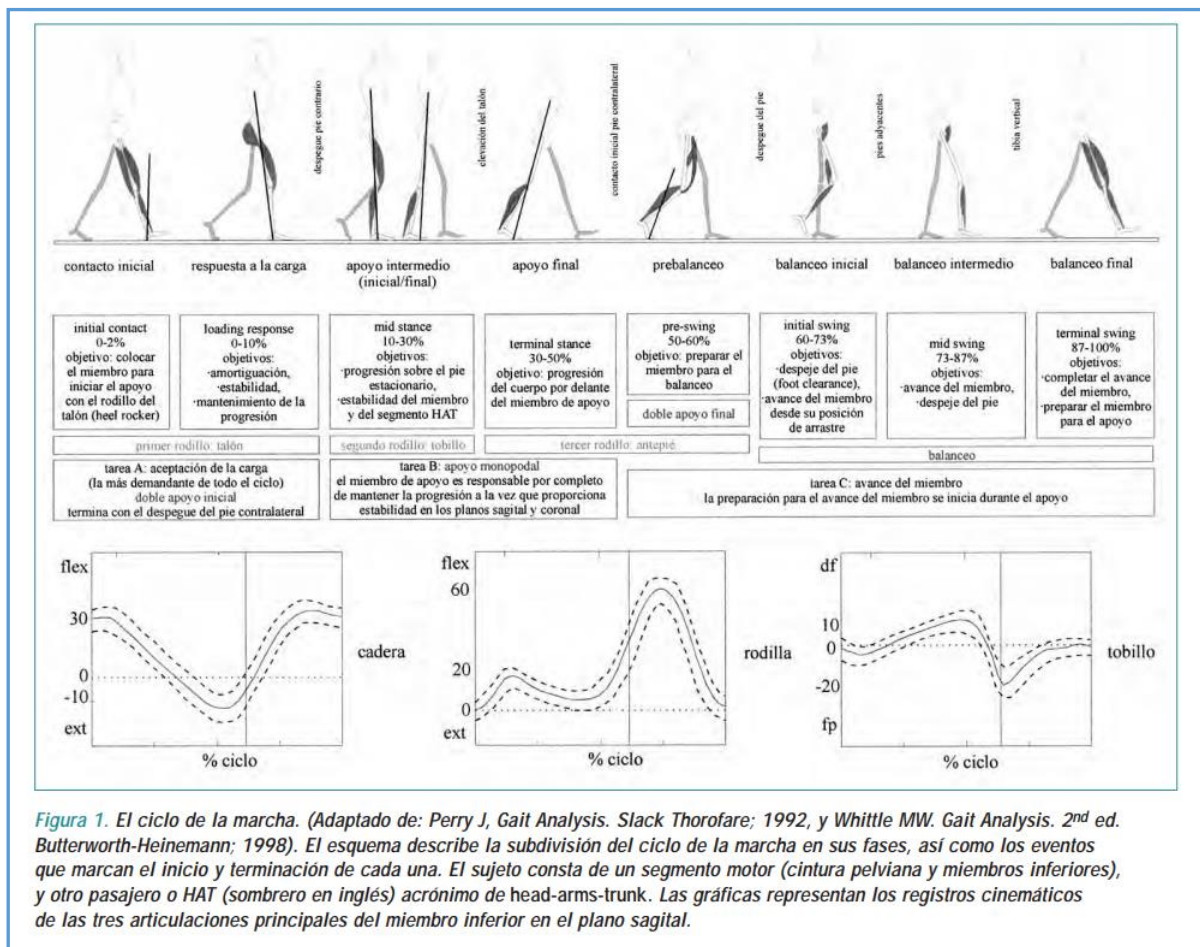 despegue pie contrario
elevación del talón
contacto inicial pie contralateral
despegue del pie
pies adyacentes
tibia vertical
contacto inicial
respuesta a la carga
apoyo intermedio
(inicial/final)
apoyo final
prebalanceo
balanceo inicial
balanceo intermedio
balanceo final
initial contact
0-2%
objetivo: colocar
el miembro para
iniciar el apoyo
con el rodillo del
talón (heel rocker)
loading response
0-10%
objetivos:
·amortiguación,
·estabilidad,
·mantenimiento de la
progresión
mid stance
10-30%
objetivos:
·progresión sobre el pie
estacionario,
·estabilidad del miembro
y del segmento HAT
terminal stance
30-50%
objetivo: progresión
del cuerpo por delante
del miembro de apoyo
pre-swing
50-60%
objetivo: preparar el
miembro para el
balanceo
doble apoyo final
initial swing
60-73%
objetivos:
·despeje del pie
(foot clearance),
·avance del miembro
desde su posición
de arrastre
mid swing
73-87%
objetivos:
·avance del miembro,
·despeje del pie
terminal swing
87-100%
objetivos:
·completar el avance
del miembro,
·preparar el miembro
para el apoyo
primer rodillo: talón
segundo rodillo: tobillo
tercer rodillo: antepié
balanceo
tarea A: aceptación de la carga
(la más demandante de todo el ciclo)
doble apoyo inicial
termina con el despegue del pie contralateral
tarea B: apoyo monopodal
el miembro de apoyo es responsable por completo
de mantener la progresión a la vez que proporciona
estabilidad en los planos sagital y coronal
tarea C: avance del miembro
la preparación para el avance del miembro se inicia durante el apoyo
flex
30
0
-10
ext
% ciclo
cadera
flex
60
20
0
ext
% ciclo
rodilla
df
10
0
-20
fp
% ciclo
tobillo
Figura 1. El ciclo de la marcha. (Adaptado de: Perry J, Gait Analysis. Slack Thorofare; 1992, y Whittle MW. Gait Analysis. 2nd ed.
Butterworth-Heinemann; 1998). El esquema describe la subdivisión del ciclo de la marcha en sus fases, así como los eventos
que marcan el inicio y terminación de cada una. El sujeto consta de un segmento motor (cintura pelviana y miembros inferiores),
y otro pasajero o HAT (sombrero en inglés) acrónimo de head-arms-trunk. Las gráficas representan los registros cinemáticos
de las tres articulaciones principales del miembro inferior en el plano sagital.